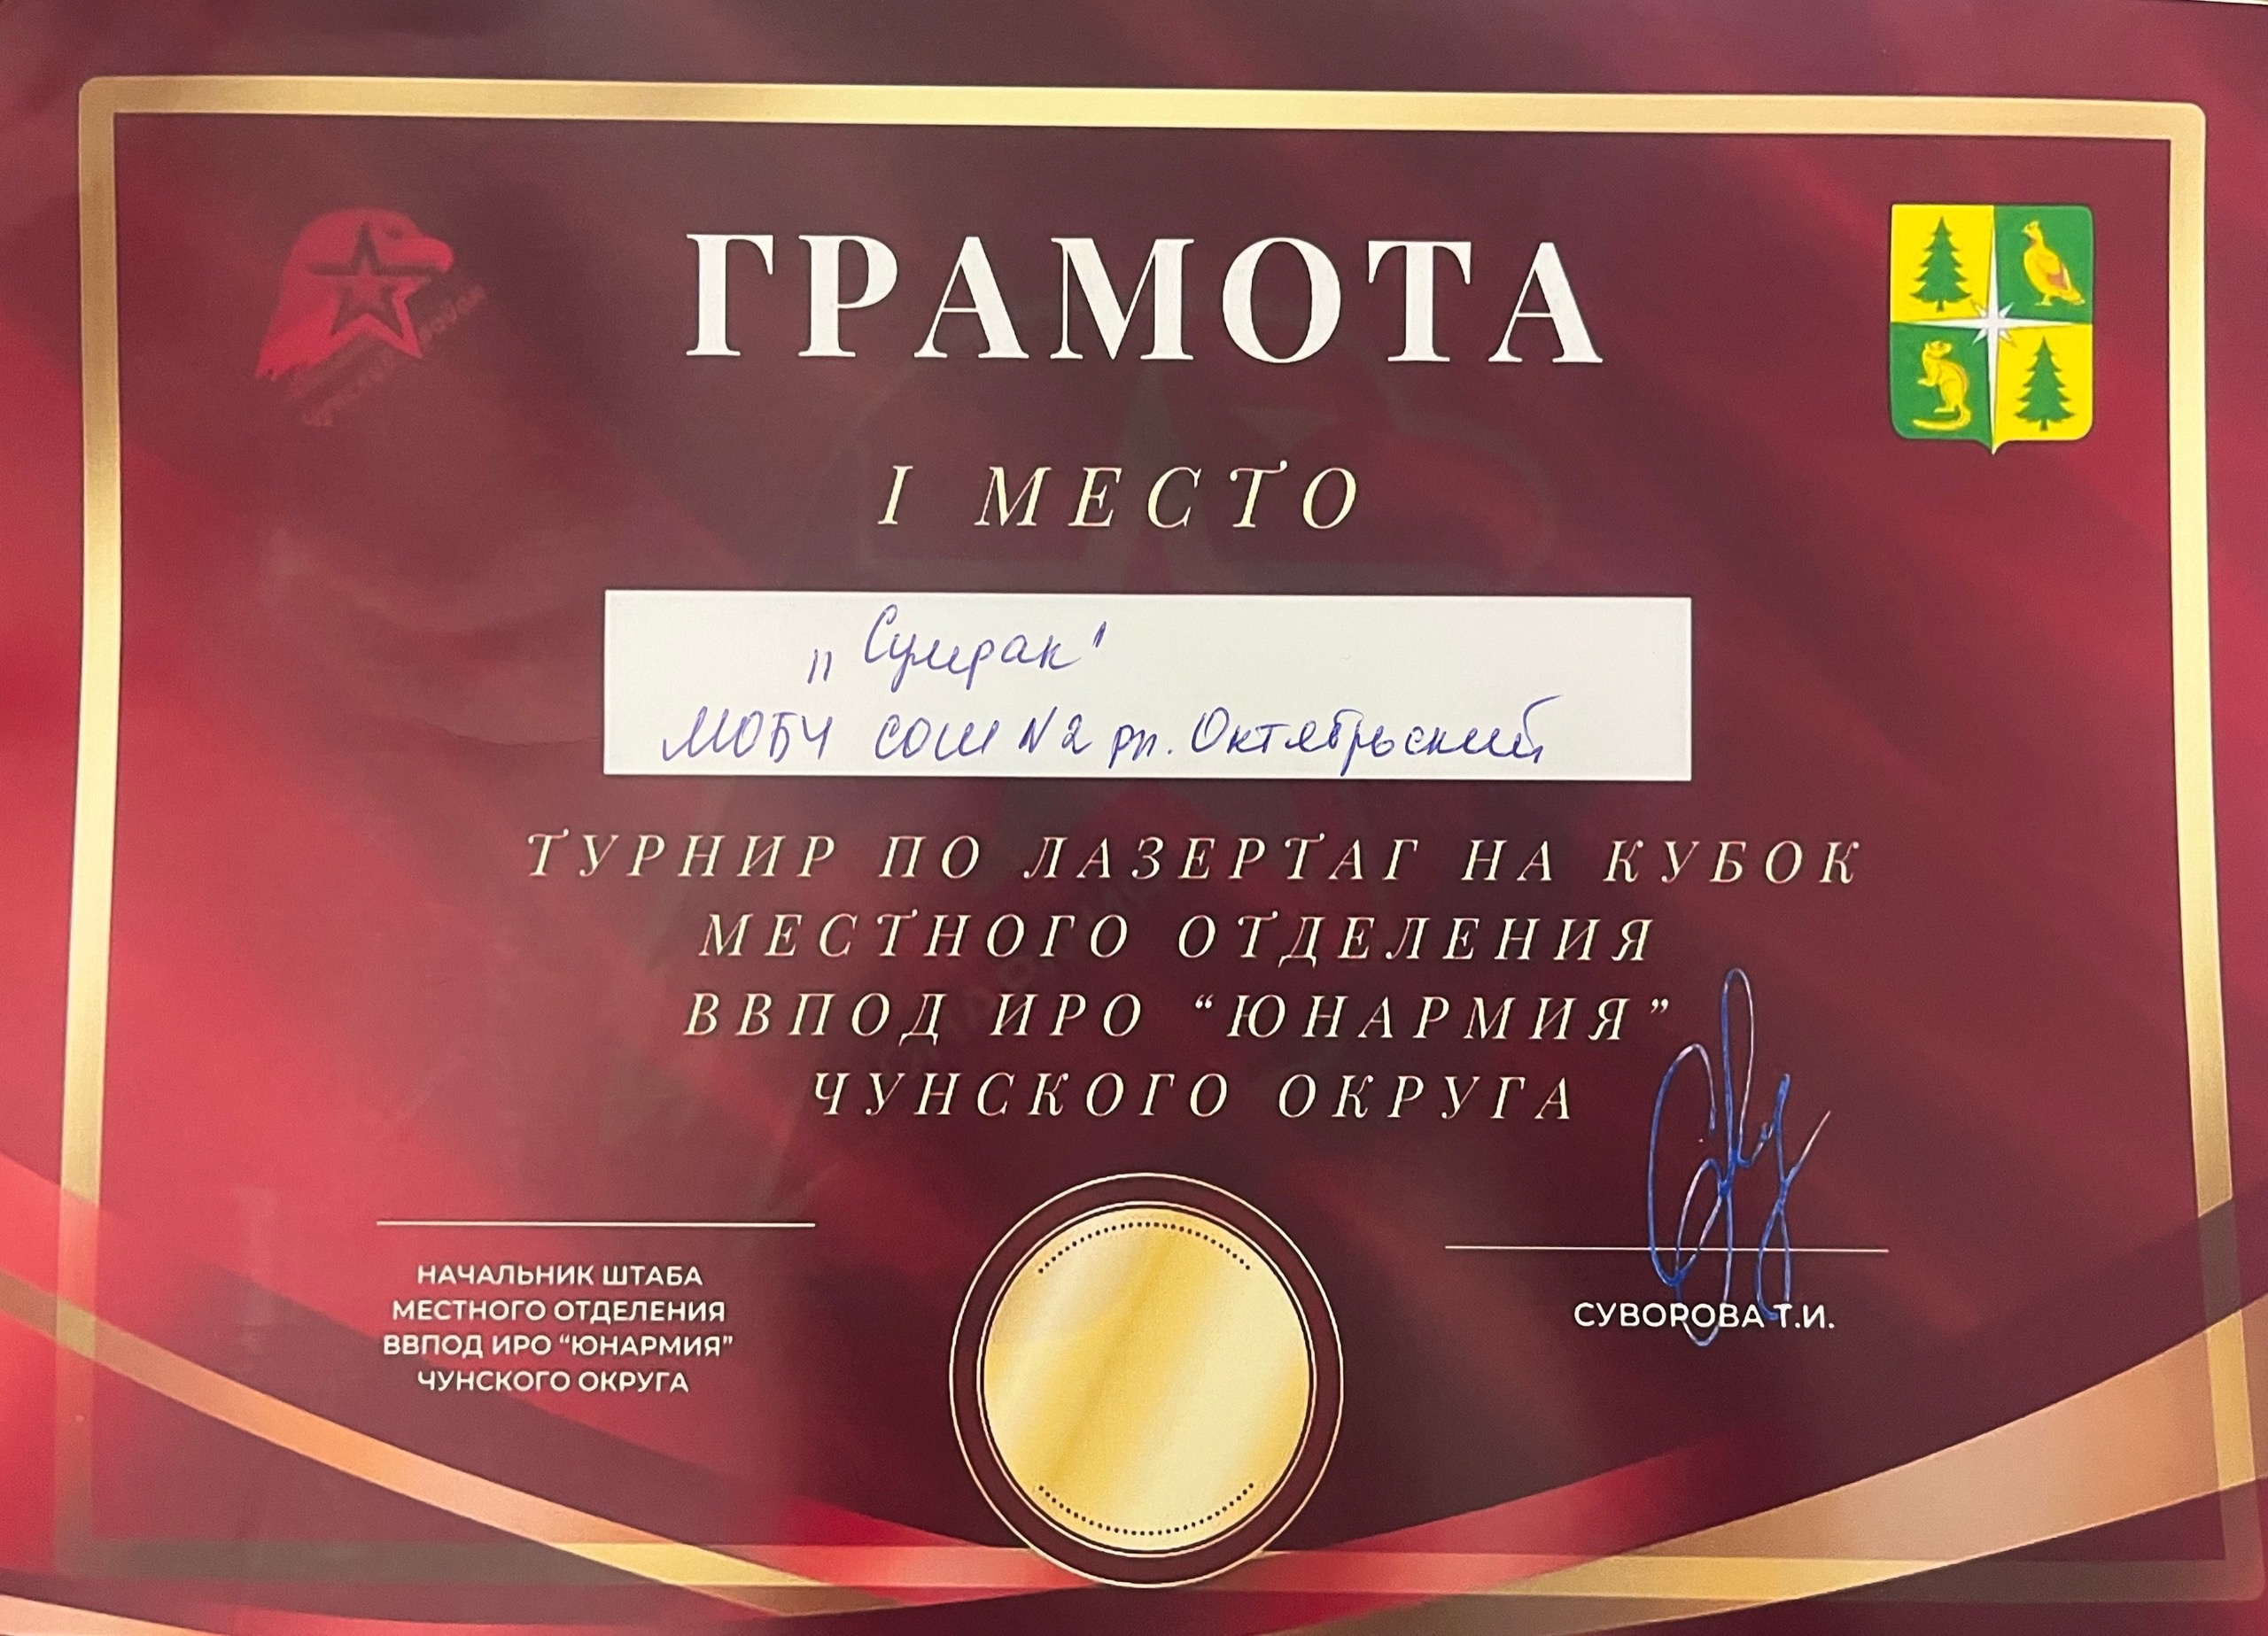 ГРАМОТА
I МЕСТО
„Сумрак"
МОБУ СОШ N2 рп. Октябрьский
ТУРНИР ПО ЛАЗЕРТАГ НА КУБОК
МЕСТНОГО ОТДЕЛЕНИЯ
ВВПОД ИРО “ЮНАРМИЯ”
ЧУНСКОГО ОКРУГА
НАЧАЛЬНИК ШТАБА
МЕСТНОГО ОТДЕЛЕНИЯ
ВВПОД ИРО “ЮНАРМИЯ”
ЧУНСКОГО ОКРУГА
СУВОРОВА Т.И.